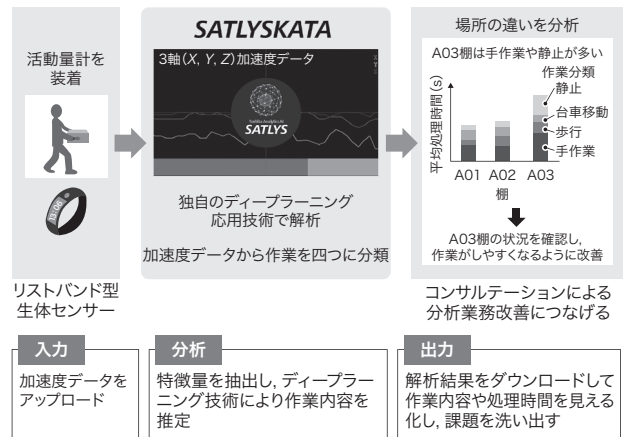 活動量計を
装着
13:08
リストバンド型
生体センサー
SATLYSKATA
3軸(X, Y, Z)加速度データ
X
Y
Toshiba Analytics AI
SATLYS
独自のディープラーニング
応用技術で解析
加速度データから作業を四つに分類
場所の違いを分析
A03棚は手作業や静止が多い
作業分類
静止
台車移動
歩行
手作業
平均処理時間(s)
A01 A02 A03
棚
A03棚の状況を確認し,
作業がしやすくなるように改善
コンサルテーションによる
分析業務改善につなげる
入力
加速度データを
アップロード
分析
特徴量を抽出し, ディープラー
ニング技術により作業内容を
推定
出力
解析結果をダウンロードして
作業内容や処理時間を見える
化し, 課題を洗い出す